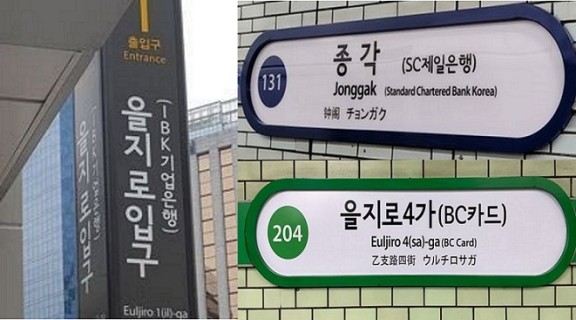 1
출입구
Entrance
을지로입구
(IBK기업은행)
Euljiro 1(il)-ga
131
종각 (SC제일은행)
Jonggak (Standard Chartered Bank Korea)
钟阁 チョンガク
204
을지로4가(BC카드)
Euljiro 4(sa)-ga (BC Card)
乙支路四街 ウルチロサガ